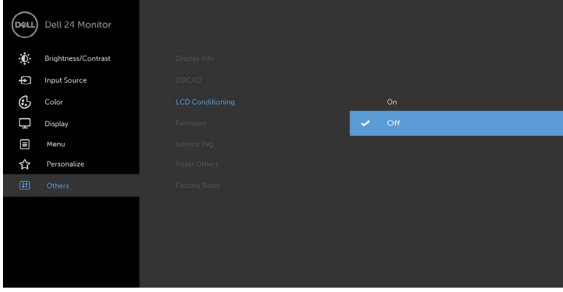 DELL
Dell 24 Monitor
Brightness/Contrast
Input Source
Color
Display
Menu
Personalize
Others
Display Info
DDC/CI
LCD Conditioning
Firmware
Service Tag
Reset Others
Factory Reset
On
Off